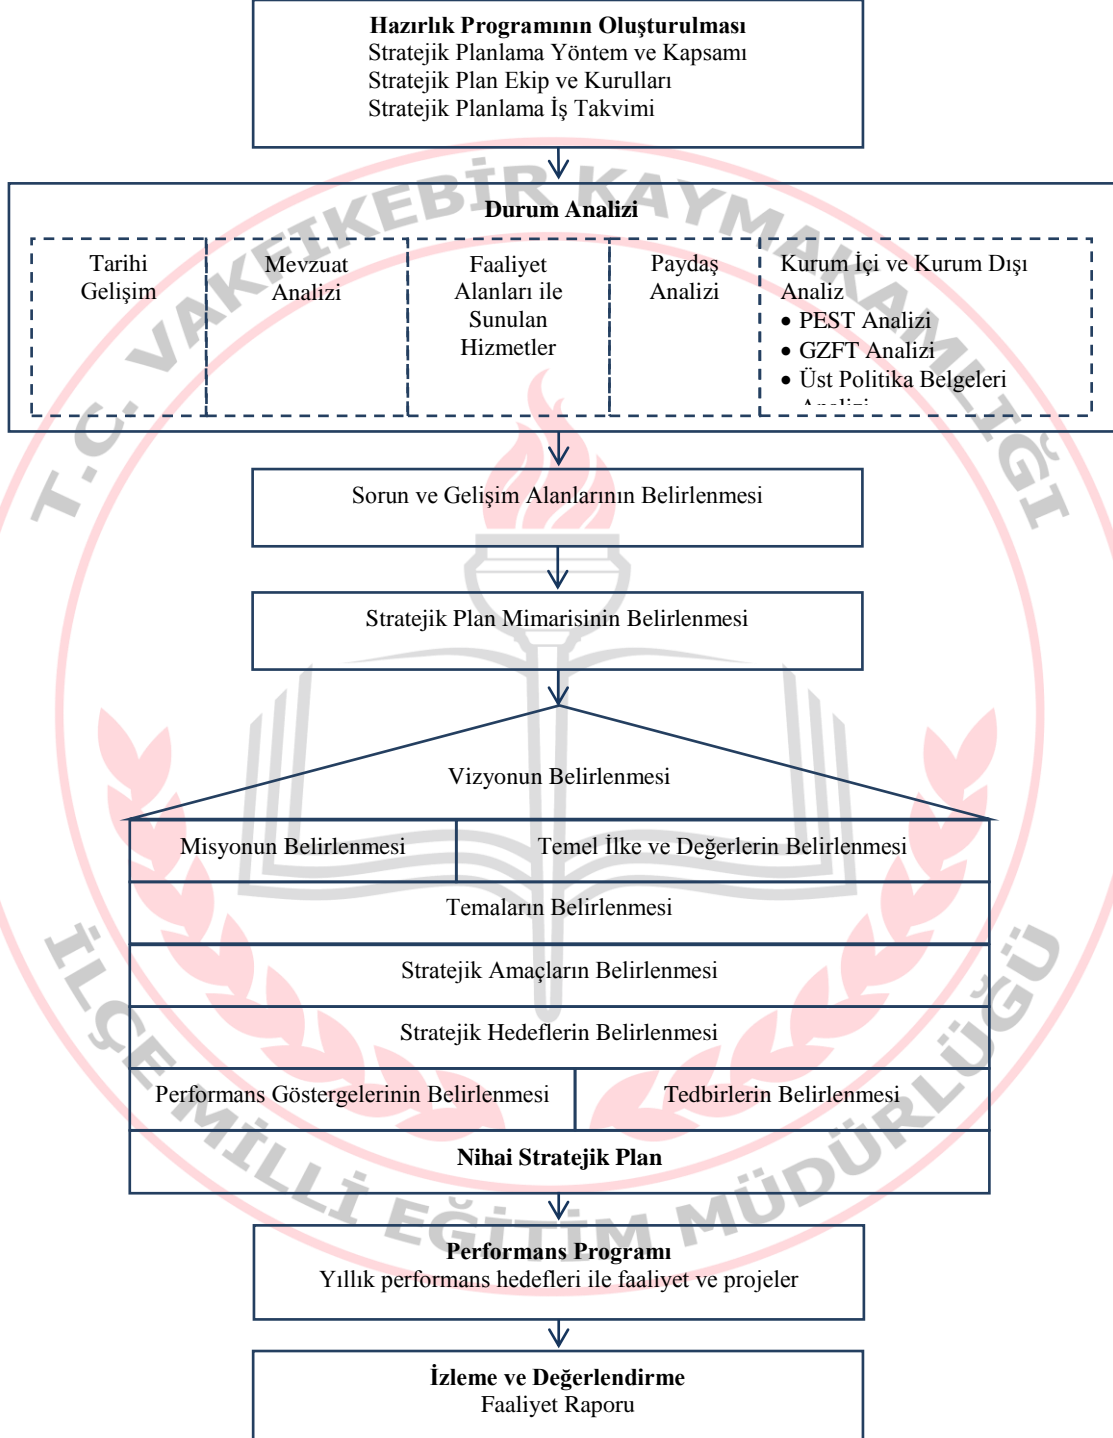 Hazırlık Programının Oluşturulması
Stratejik Planlama Yöntem ve Kapsamı
Stratejik Plan Ekip ve Kurulları
Stratejik Planlama İş Takvimi
T.C. VAKFIKEBİR KAYMAKAMLIĞI
Durum Analizi
Tarihi
Gelişim
Mevzuat
Analizi
Faaliyet
Alanları ile
Sunulan
Hizmetler
Paydaş
Analizi
Kurum İçi ve Kurum Dışı
Analiz
• PEST Analizi
• GZFT Analizi
• Üst Politika Belgeleri
Analizi
Sorun ve Gelişim Alanlarının Belirlenmesi
Stratejik Plan Mimarisinin Belirlenmesi
Vizyonun Belirlenmesi
Misyonun Belirlenmesi
Temel İlke ve Değerlerin Belirlenmesi
Temaların Belirlenmesi
Stratejik Amaçların Belirlenmesi
Stratejik Hedeflerin Belirlenmesi
Performans Göstergelerinin Belirlenmesi
Tedbirlerin Belirlenmesi
Nihai Stratejik Plan
İLÇE MİLLİ EĞİTİM MÜDÜRLÜĞÜ
Performans Programı
Yıllık performans hedefleri ile faaliyet ve projeler
İzleme ve Değerlendirme
Faaliyet Raporu